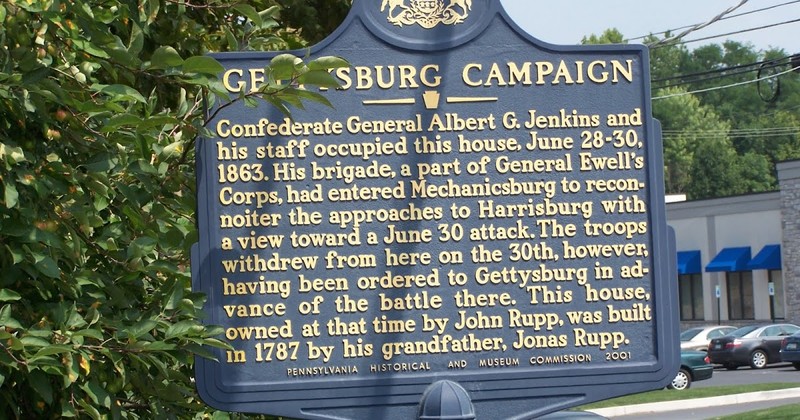 GETTYSBURG CAMPAIGN
Confederate General Albert G. Jenkins and
his staff occupied this house, June 28-30,
1863. His brigade, a part of General Ewell's
Corps, had entered Mechanicsburg to recon-
noiter the approaches to Harrisburg with
a view toward a June 30 attack. The troops
withdrew from here on the 30th, however,
having been ordered to Gettysburg in ad-
vance of the battle there. This house,
owned at that time by John Rupp, was built
in 1787 by his grandfather, Jonas Rupp.
PENNSYLVANIA HISTORICAL AND MUSEUM COMMISSION 2001